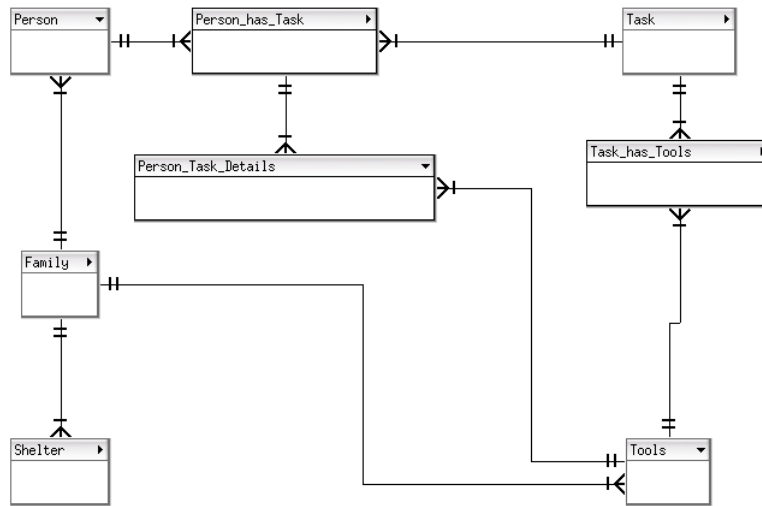 Person
Person_has_Task
Task
Task_has_Tools
Person_Task_Details
Family
Shelter
Tools